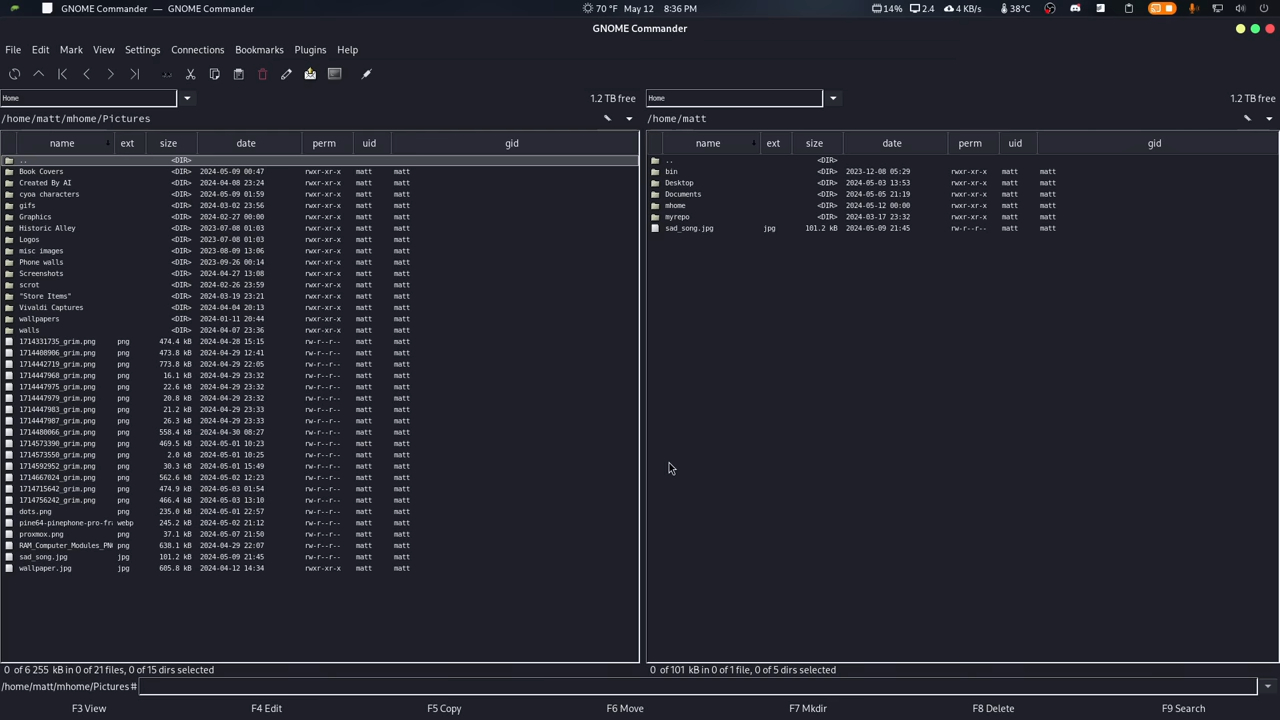 GNOME Commander — GNOME Commander
70 °F May 12 8:36 PM
14% 2.4 4 KB/s 38°C
GNOME Commander
File Edit Mark View Settings Connections Bookmarks Plugins Help
Home 1.2 TB free
/home/matt/mhome/Pictures
name ext size date perm uid gid
.. <DIR>
Book Covers <DIR> 2024-05-09 00:47 rwxr-xr-x matt matt
Created By AI <DIR> 2024-04-08 23:24 rwxr-xr-x matt matt
cyoa characters <DIR> 2024-05-09 01:59 rwxr-xr-x matt matt
gifs <DIR> 2024-03-02 23:56 rwxr-xr-x matt matt
Graphics <DIR> 2024-02-27 00:00 rwxr-xr-x matt matt
Historic Alley <DIR> 2023-07-08 01:03 rwxr-xr-x matt matt
Logos <DIR> 2023-07-08 01:03 rwxr-xr-x matt matt
misc images <DIR> 2023-08-09 13:06 rwxr-xr-x matt matt
Phone walls <DIR> 2023-09-26 00:14 rwxr-xr-x matt matt
Screenshots <DIR> 2024-04-27 13:08 rwxr-xr-x matt matt
scrot <DIR> 2024-02-26 23:59 rwxr-xr-x matt matt
"Store Items" <DIR> 2024-03-19 23:21 rwxr-xr-x matt matt
Vivaldi Captures <DIR> 2024-04-04 20:13 rwxr-xr-x matt matt
wallpapers <DIR> 2024-01-11 20:44 rwxr-xr-x matt matt
walls <DIR> 2024-04-07 23:36 rwxr-xr-x matt matt
1714331735_grim.png png 474.4 kB 2024-04-28 15:15 rw-r--r-- matt matt
1714408906_grim.png png 473.8 kB 2024-04-29 12:41 rw-r--r-- matt matt
1714442719_grim.png png 773.8 kB 2024-04-29 22:05 rw-r--r-- matt matt
1714447968_grim.png png 16.1 kB 2024-04-29 23:32 rw-r--r-- matt matt
1714447975_grim.png png 22.6 kB 2024-04-29 23:32 rw-r--r-- matt matt
1714447979_grim.png png 20.8 kB 2024-04-29 23:32 rw-r--r-- matt matt
1714447983_grim.png png 21.2 kB 2024-04-29 23:33 rw-r--r-- matt matt
1714447987_grim.png png 26.3 kB 2024-04-29 23:33 rw-r--r-- matt matt
1714480066_grim.png png 558.4 kB 2024-04-30 08:27 rw-r--r-- matt matt
1714573390_grim.png png 469.5 kB 2024-05-01 10:23 rw-r--r-- matt matt
1714573550_grim.png png 2.0 kB 2024-05-01 10:25 rw-r--r-- matt matt
1714592952_grim.png png 30.3 kB 2024-05-01 15:49 rw-r--r-- matt matt
1714667024_grim.png png 562.6 kB 2024-05-02 12:23 rw-r--r-- matt matt
1714715642_grim.png png 474.9 kB 2024-05-03 01:54 rw-r--r-- matt matt
1714756242_grim.png png 466.4 kB 2024-05-03 13:10 rw-r--r-- matt matt
dots.png png 235.0 kB 2024-05-01 22:57 rw-r--r-- matt matt
pine64-pinephone-pro-fr webp 245.2 kB 2024-05-02 21:12 rw-r--r-- matt matt
proxmox.png png 37.1 kB 2024-05-07 21:50 rw-r--r-- matt matt
RAM_Computer_Modules_PN png 638.1 kB 2024-04-29 22:07 rw-r--r-- matt matt
sad_song.jpg jpg 101.2 kB 2024-05-09 21:45 rw-r--r-- matt matt
wallpaper.jpg jpg 605.8 kB 2024-04-12 14:34 rwxr-xr-x matt matt
0 of 6 255 kB in 0 of 21 files, 0 of 15 dirs selected
Home 1.2 TB free
/home/matt
name ext size date perm uid gid
.. <DIR>
bin <DIR> 2023-12-08 05:29 rwxr-xr-x matt matt
Desktop <DIR> 2024-05-03 13:53 rwxr-xr-x matt matt
Documents <DIR> 2024-05-05 21:19 rwxr-xr-x matt matt
mhome <DIR> 2024-05-12 00:00 rwxr-xr-x matt matt
myrepo <DIR> 2024-03-17 23:32 rwxr-xr-x matt matt
sad_song.jpg jpg 101.2 kB 2024-05-09 21:45 rw-r--r-- matt matt
0 of 101 kB in 0 of 1 file, 0 of 5 dirs selected
/home/matt/mhome/Pictures#
F3 View F4 Edit F5 Copy F6 Move F7 Mkdir F8 Delete F9 Search